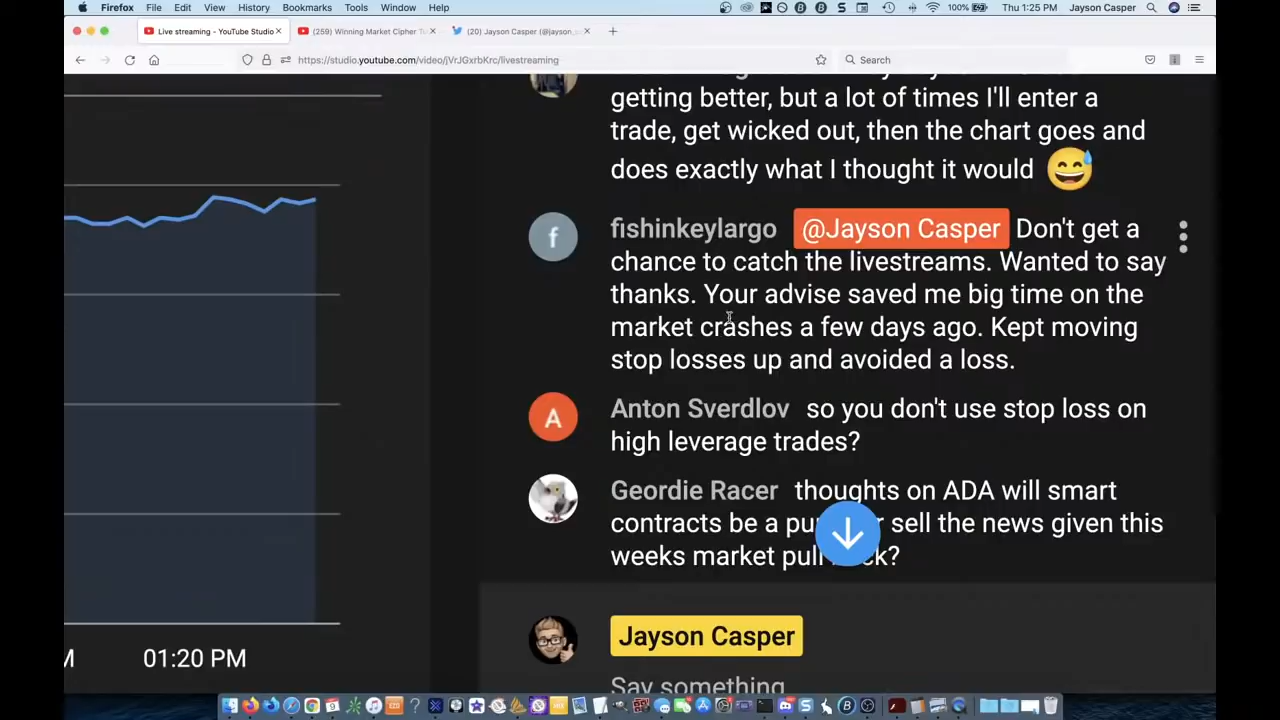 Firefox File Edit View History Bookmarks Tools Window Help 100% Thu 1:25 PM Jayson Casper
Live streaming - YouTube Studio (259) Winning Market Cipher (20) Jayson Casper (@jayson_
https://studio.youtube.com/video/jVrJGxrbKrc/livestreaming Search
getting better, but a lot of times I'll enter a
trade, get wicked out, then the chart goes and
does exactly what I thought it would
f fishinkeylargo @Jayson Casper Don't get a
chance to catch the livestreams. Wanted to say
thanks. Your advise saved me big time on the
market crashes a few days ago. Kept moving
stop losses up and avoided a loss.
A Anton Sverdlov so you don't use stop loss on
high leverage trades?
Geordie Racer thoughts on ADA will smart
contracts be a sell the news given this
weeks market
Jayson Casper
Say something
01:20 PM